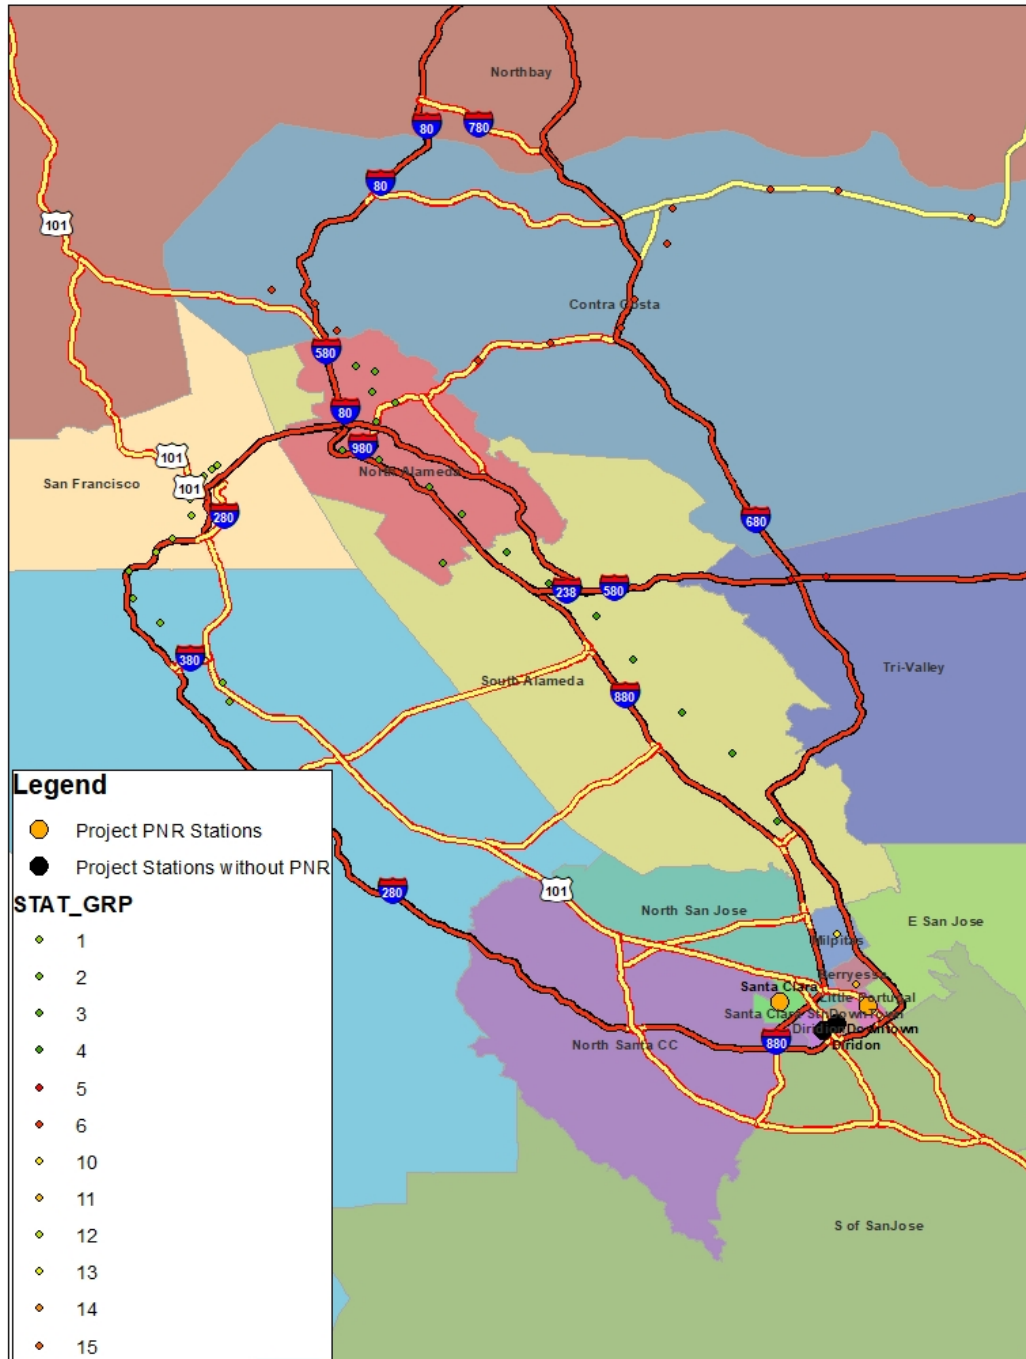 Northbay
80
780
80
101
Contra Costa
580
80
101
980
North Alameda
San Francisco
101
280
680
238
580
380
Tri-Valley
South Alameda
880
Legend
Project PNR Stations
Project Stations without PNR
STAT_GRP
1
2
3
4
5
6
10
11
12
13
14
15
280
101
North San Jose
E San Jose
Milpitas
Berryessa
Santa Clara
Little Portugal
Santa Clara
DownTown
Diridon
Downtown
880
Diridon
North Santa CC
S of SanJose